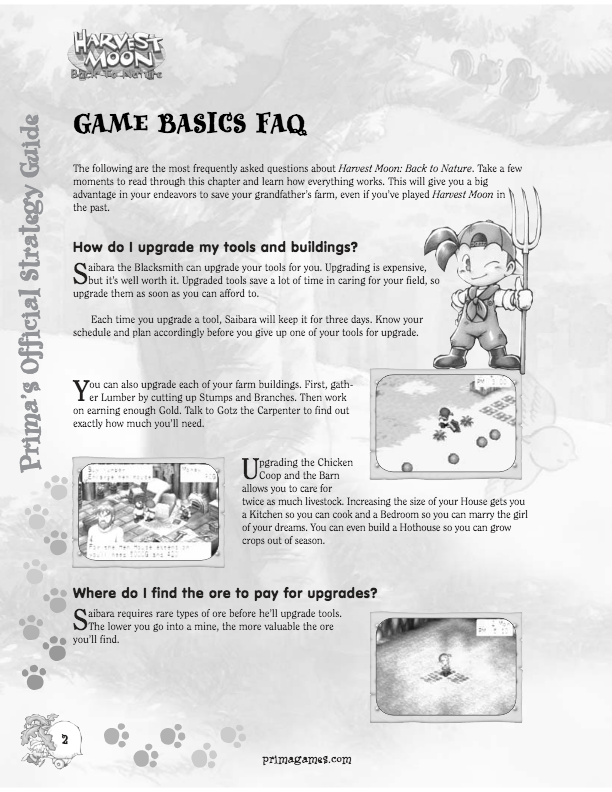 HARVEST
MOON
Back To Nature
Prima's Official Strategy Guide
GAME BASICS FAQ
The following are the most frequently asked questions about Harvest Moon: Back to Nature. Take a few
moments to read through this chapter and learn how everything works. This will give you a big
advantage in your endeavors to save your grandfather's farm, even if you've played Harvest Moon in
the past.
How do I upgrade my tools and buildings?
Saibara the Blacksmith can upgrade your tools for you. Upgrading is expensive,
but it's well worth it. Upgraded tools save a lot of time in caring for your field, so
upgrade them as soon as you can afford to.
Each time you upgrade a tool, Saibara will keep it for three days. Know your
schedule and plan accordingly before you give up one of your tools for upgrade.
You can also upgrade each of your farm buildings. First, gath-
er Lumber by cutting up Stumps and Branches. Then work
on earning enough Gold. Talk to Gotz the Carpenter to find out
exactly how much you'll need.
Upgrading the Chicken
Coop and the Barn
allows you to care for
twice as much livestock. Increasing the size of your House gets you
a Kitchen so you can cook and a Bedroom so you can marry the girl
of your dreams. You can even build a Hothouse so you can grow
crops out of season.
Where do I find the ore to pay for upgrades?
Saibara requires rare types of ore before he'll upgrade tools.
The lower you go into a mine, the more valuable the ore
you'll find.
2
primagames.com